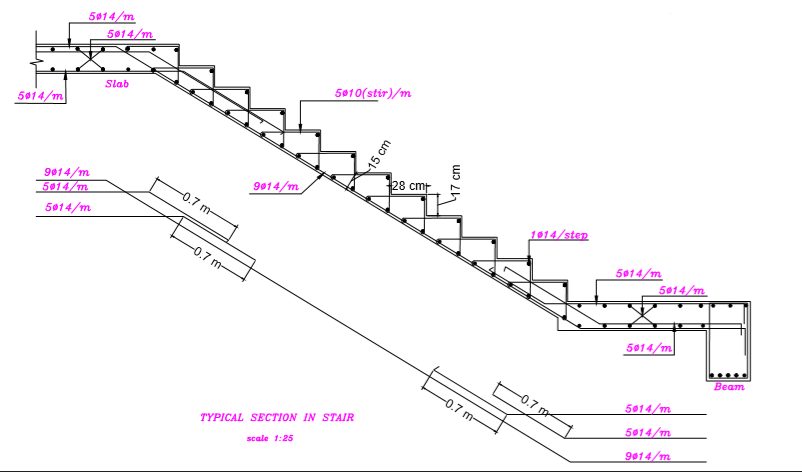 5ø14/m
5ø14/m
Slab
5ø14/m
5ø10(stir)/m
15 cm
9ø14/m
28 cm
17 cm
9ø14/m
5ø14/m
0.7 m
5ø14/m
0.7 m
1ø14/step
5ø14/m
5ø14/m
5ø14/m
Beam
0.7 m
0.7 m
5ø14/m
5ø14/m
9ø14/m
TYPICAL SECTION IN STAIR
scale 1:25